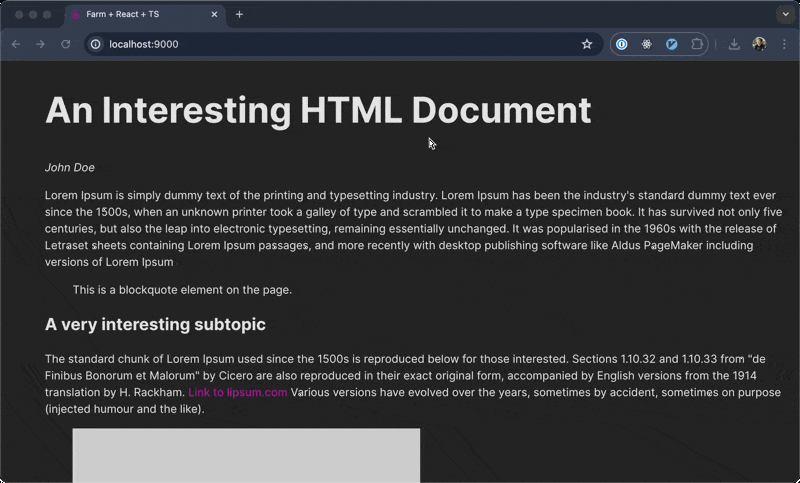 Farm + React + TS
localhost:9000
An Interesting HTML Document
John Doe
Lorem Ipsum is simply dummy text of the printing and typesetting industry. Lorem Ipsum has been the industry's standard dummy text ever
since the 1500s, when an unknown printer took a galley of type and scrambled it to make a type specimen book. It has survived not only five
centuries, but also the leap into electronic typesetting, remaining essentially unchanged. It was popularised in the 1960s with the release of
Letraset sheets containing Lorem Ipsum passages, and more recently with desktop publishing software like Aldus PageMaker including
versions of Lorem Ipsum
This is a blockquote element on the page.
A very interesting subtopic
The standard chunk of Lorem Ipsum used since the 1500s is reproduced below for those interested. Sections 1.10.32 and 1.10.33 from "de
Finibus Bonorum et Malorum" by Cicero are also reproduced in their exact original form, accompanied by English versions from the 1914
translation by H. Rackham. Link to lipsum.com Various versions have evolved over the years, sometimes by accident, sometimes on purpose
(injected humour and the like).